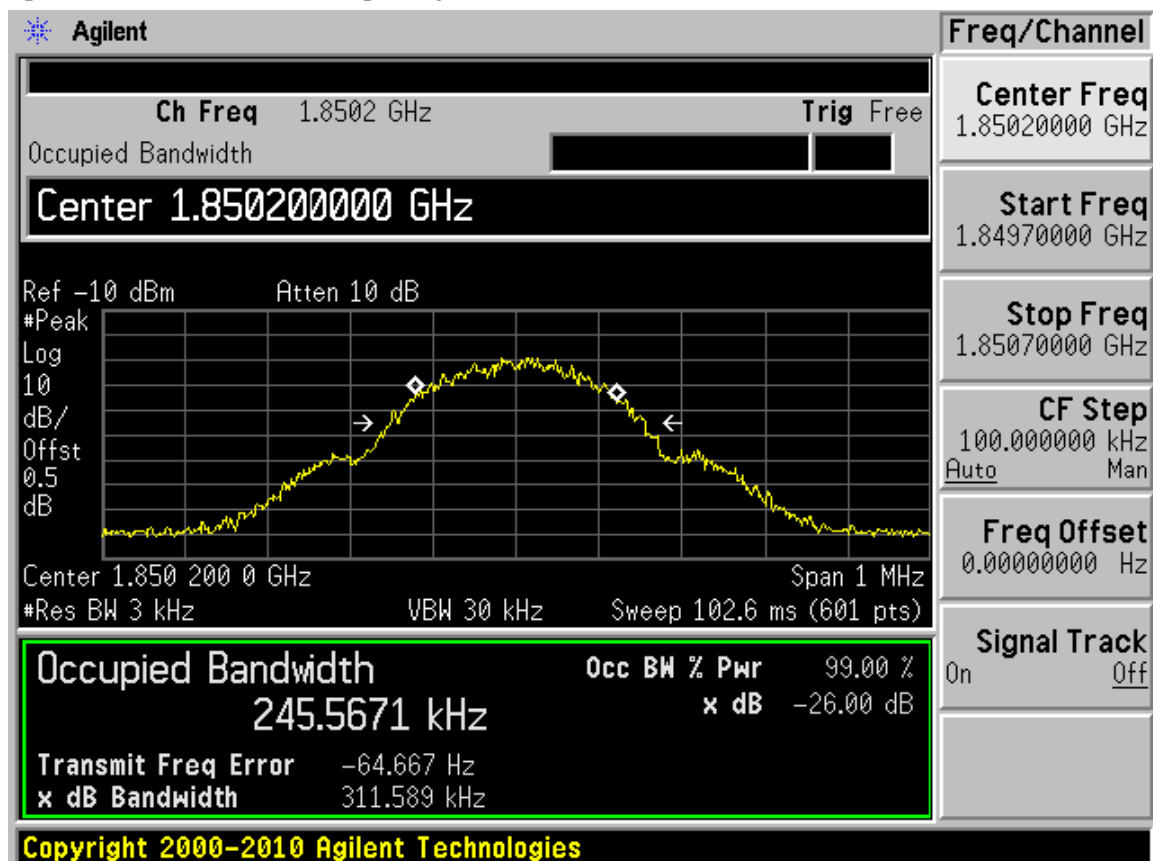 Agilent
Freq/Channel
Ch Freq 1.8502 GHz Trig Free
Occupied Bandwidth
Center 1.850200000 GHz
Ref -10 dBm Atten 10 dB
#Peak
Log
10
dB/
Offst
0.5
dB
Center 1.850 200 0 GHz Span 1 MHz
#Res BW 3 kHz VBW 30 kHz Sweep 102.6 ms (601 pts)
Occupied Bandwidth
245.5671 kHz
Occ BW % Pwr 99.00 %
x dB -26.00 dB
Transmit Freq Error -64.667 Hz
x dB Bandwidth 311.589 kHz
Center Freq
1.85020000 GHz
Start Freq
1.84970000 GHz
Stop Freq
1.85070000 GHz
CF Step
100.000000 kHz
Auto Man
Freq Offset
0.00000000 Hz
Signal Track
On Off
Copyright 2000-2010 Agilent Technologies